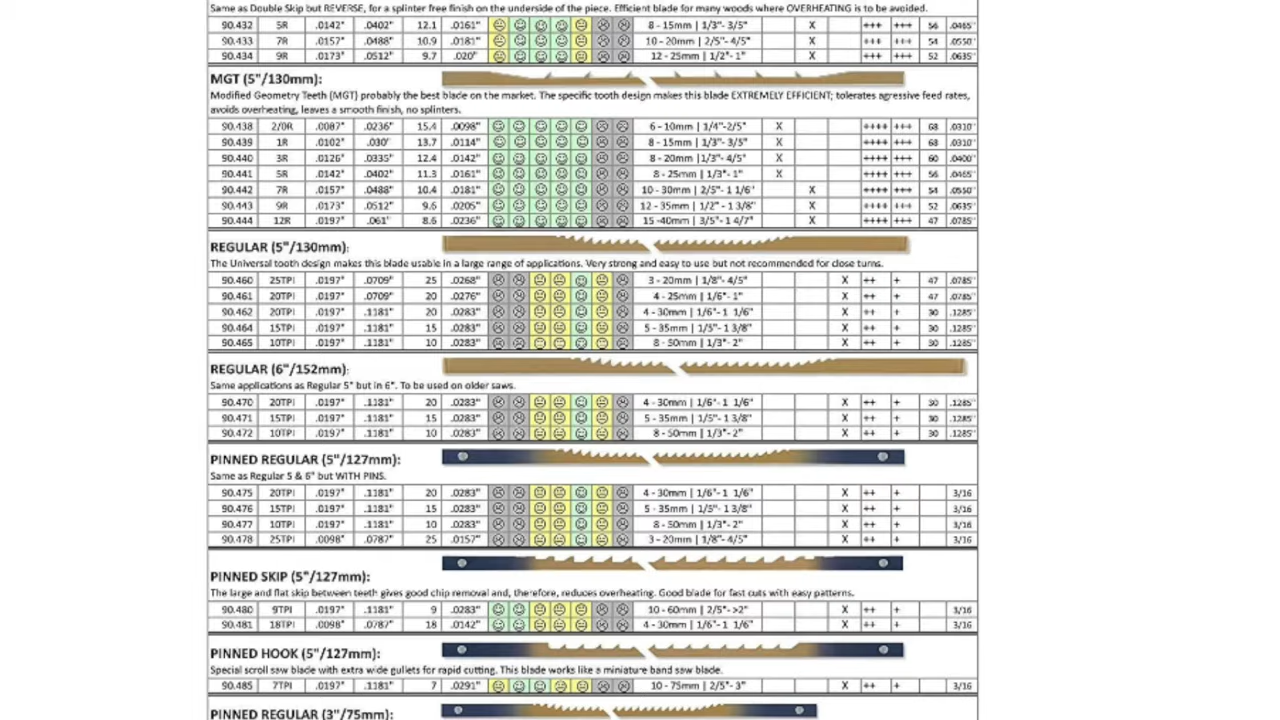 Same as Double Skip but REVERSE, for a splinter free finish on the underside of the piece. Efficient blade for many woods where OVERHEATING is to be avoided.
90.432 5R .0142" .0402" 12.1 .0161" 8 - 15mm | 1/3"- 3/5" X +++ +++ 56 .0465"
90.433 7R .0157" .0488" 10.9 .0181" 10 - 20mm | 2/5"- 4/5" X +++ +++ 54 .0550"
90.434 9R .0173" .0512" 9.7 .020" 12 - 25mm | 1/2"- 1" X +++ +++ 52 .0635"
MGT (5"/130mm):
Modified Geometry Teeth (MGT) probably the best blade on the market. The specific tooth design makes this blade EXTREMELY EFFICIENT; tolerates agressive feed rates,
avoids overheating, leaves a smooth finish, no splinters.
90.438 2/0R .0087" .0236" 15.4 .0098" 6 - 10mm | 1/4"-2/5" X ++++ +++ 68 .0310"
90.439 1R .0102" .030" 13.7 .0114" 8 - 15mm | 1/3"- 3/5" X ++++ +++ 68 .0310"
90.440 3R .0126" .0335" 12.4 .0142" 8 - 20mm | 1/3"- 4/5" X ++++ +++ 60 .0400"
90.441 5R .0142" .0402" 11.3 .0161" 8 - 25mm | 1/3"- 1" X ++++ +++ 56 .0465"
90.442 7R .0157" .0488" 10.4 .0181" 10 - 30mm | 2/5"- 1 1/6" X ++++ +++ 54 .0550"
90.443 9R .0173" .0512" 9.6 .0205" 12 - 35mm | 1/2" - 1 3/8" X ++++ +++ 52 .0635"
90.444 12R .0197" .061" 8.6 .0236" 15 -40mm | 3/5"- 1 4/7" X ++++ +++ 47 .0785"
REGULAR (5"/130mm):
The Universal tooth design makes this blade usable in a large range of applications. Very strong and easy to use but not recommended for close turns.
90.460 25TPI .0197" .0709" 25 .0268" 3 - 20mm | 1/8"- 4/5" X ++ + 47 .0785"
90.461 20TPI .0197" .0709" 20 .0276" 4 - 25mm | 1/6"- 1" X ++ + 47 .0785"
90.462 20TPI .0197" .1181" 20 .0283" 4 - 30mm | 1/6"- 1 1/6" X ++ + 30 .1285"
90.464 15TPI .0197" .1181" 15 .0283" 5 - 35mm | 1/5"- 1 3/8" X ++ + 30 .1285"
90.465 10TPI .0197" .1181" 10 .0283" 8 - 50mm | 1/3"- 2" X ++ + 30 .1285"
REGULAR (6"/152mm):
Same applications as Regular 5" but in 6". To be used on older saws.
90.470 20TPI .0197" .1181" 20 .0283" 4 - 30mm | 1/6"- 1 1/6" X ++ + 30 .1285"
90.471 15TPI .0197" .1181" 15 .0283" 5 - 35mm | 1/5"- 1 3/8" X ++ + 30 .1285"
90.472 10TPI .0197" .1181" 10 .0283" 8 - 50mm | 1/3"- 2" X ++ + 30 .1285"
PINNED REGULAR (5"/127mm):
Same as Regular 5 & 6" but WITH PINS.
90.475 20TPI .0197" .1181" 20 .0283" 4 - 30mm | 1/6"- 1 1/6" X ++ + 3/16
90.476 15TPI .0197" .1181" 15 .0283" 5 - 35mm | 1/5"- 1 3/8" X ++ + 3/16
90.477 10TPI .0197" .1181" 10 .0283" 8 - 50mm | 1/3"- 2" X ++ + 3/16
90.478 25TPI .0098" .0787" 25 .0157" 3 - 20mm | 1/8"- 4/5" X ++ + 3/16
PINNED SKIP (5"/127mm):
The large and flat skip between teeth gives good chip removal and, therefore, reduces overheating. Good blade for fast cuts with easy patterns.
90.480 9TPI .0197" .1181" 9 .0283" 10 - 60mm | 2/5"->2" X ++ + 3/16
90.481 18TPI .0098" .0787" 18 .0142" 4 - 30mm | 1/6"- 1 1/6" X ++ + 3/16
PINNED HOOK (5"/127mm):
Special scroll saw blade with extra wide gullets for rapid cutting. This blade works like a miniature band saw blade.
90.485 7TPI .0197" .1181" 7 .0291" 10 - 75mm | 2/5"- 3" X ++ + 3/16
PINNED REGULAR (3"/75mm):